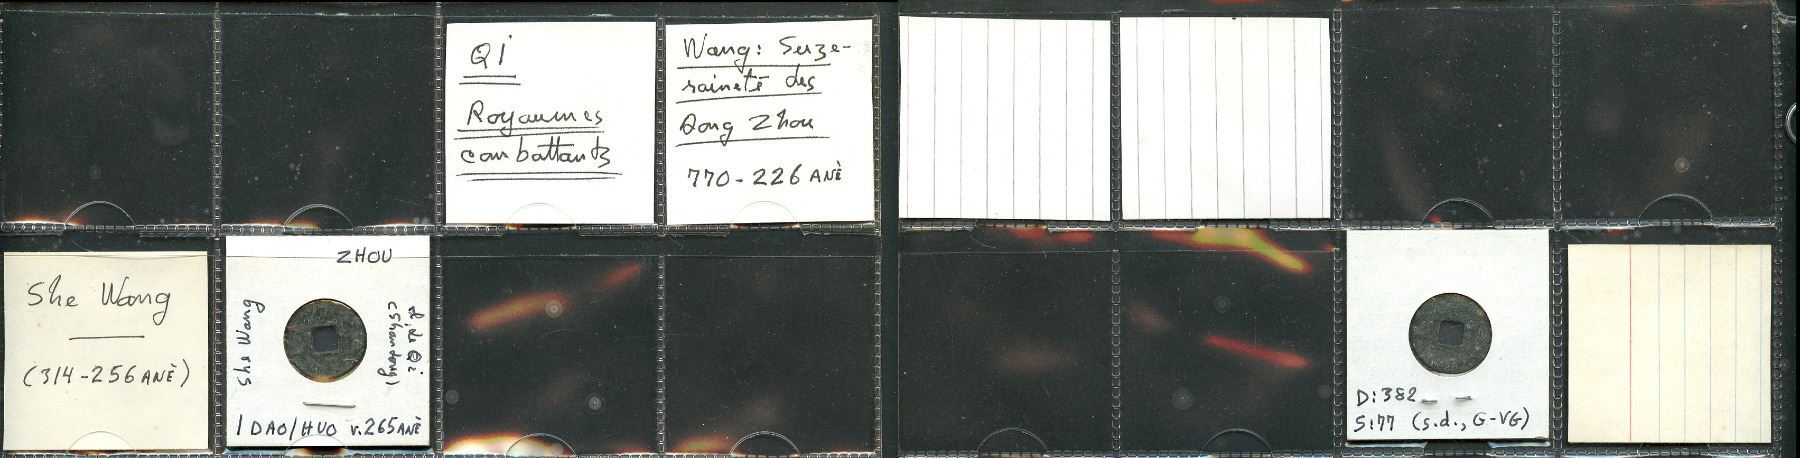 QI
Royaumes
combattants
Wang: Suze-
raineté des
Dong Zhou
770-226 ANÈ
She Wang
(314-256 ANÈ)
ZHOU
She Wang
(Shandong)
1 DAO/HUO v.265 ANÈ
D:382
S:77 (s.d., G-VG)